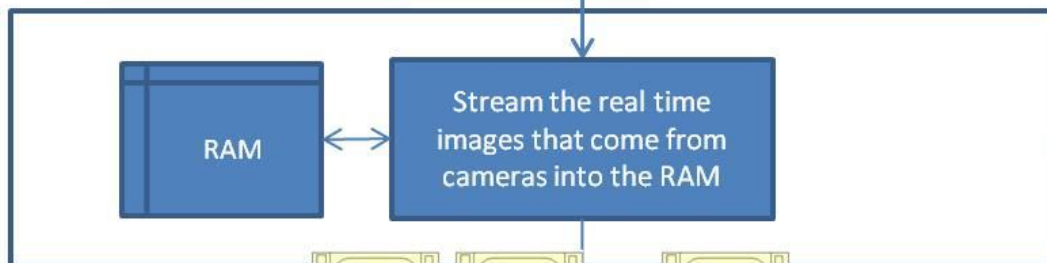 RAM
Stream the real time
images that come from
cameras into the RAM